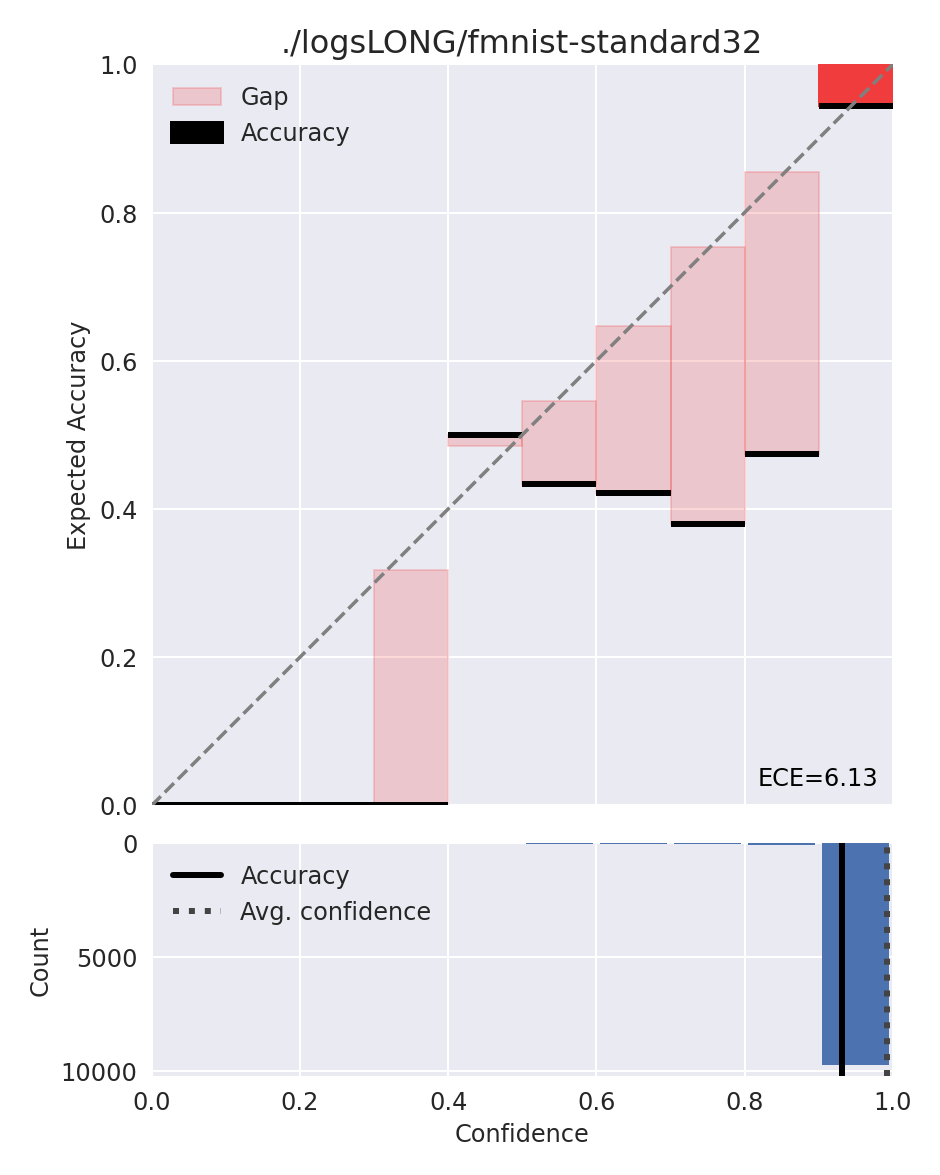 ./logsLONG/fmnist-standard32
1.0
Gap
Accuracy
0.8
0.6
Expected Accuracy
0.4
0.2
ECE=6.13
0.0
0
Accuracy
Avg. confidence
Count
5000
10000
0.0 0.2 0.4 0.6 0.8 1.0
Confidence